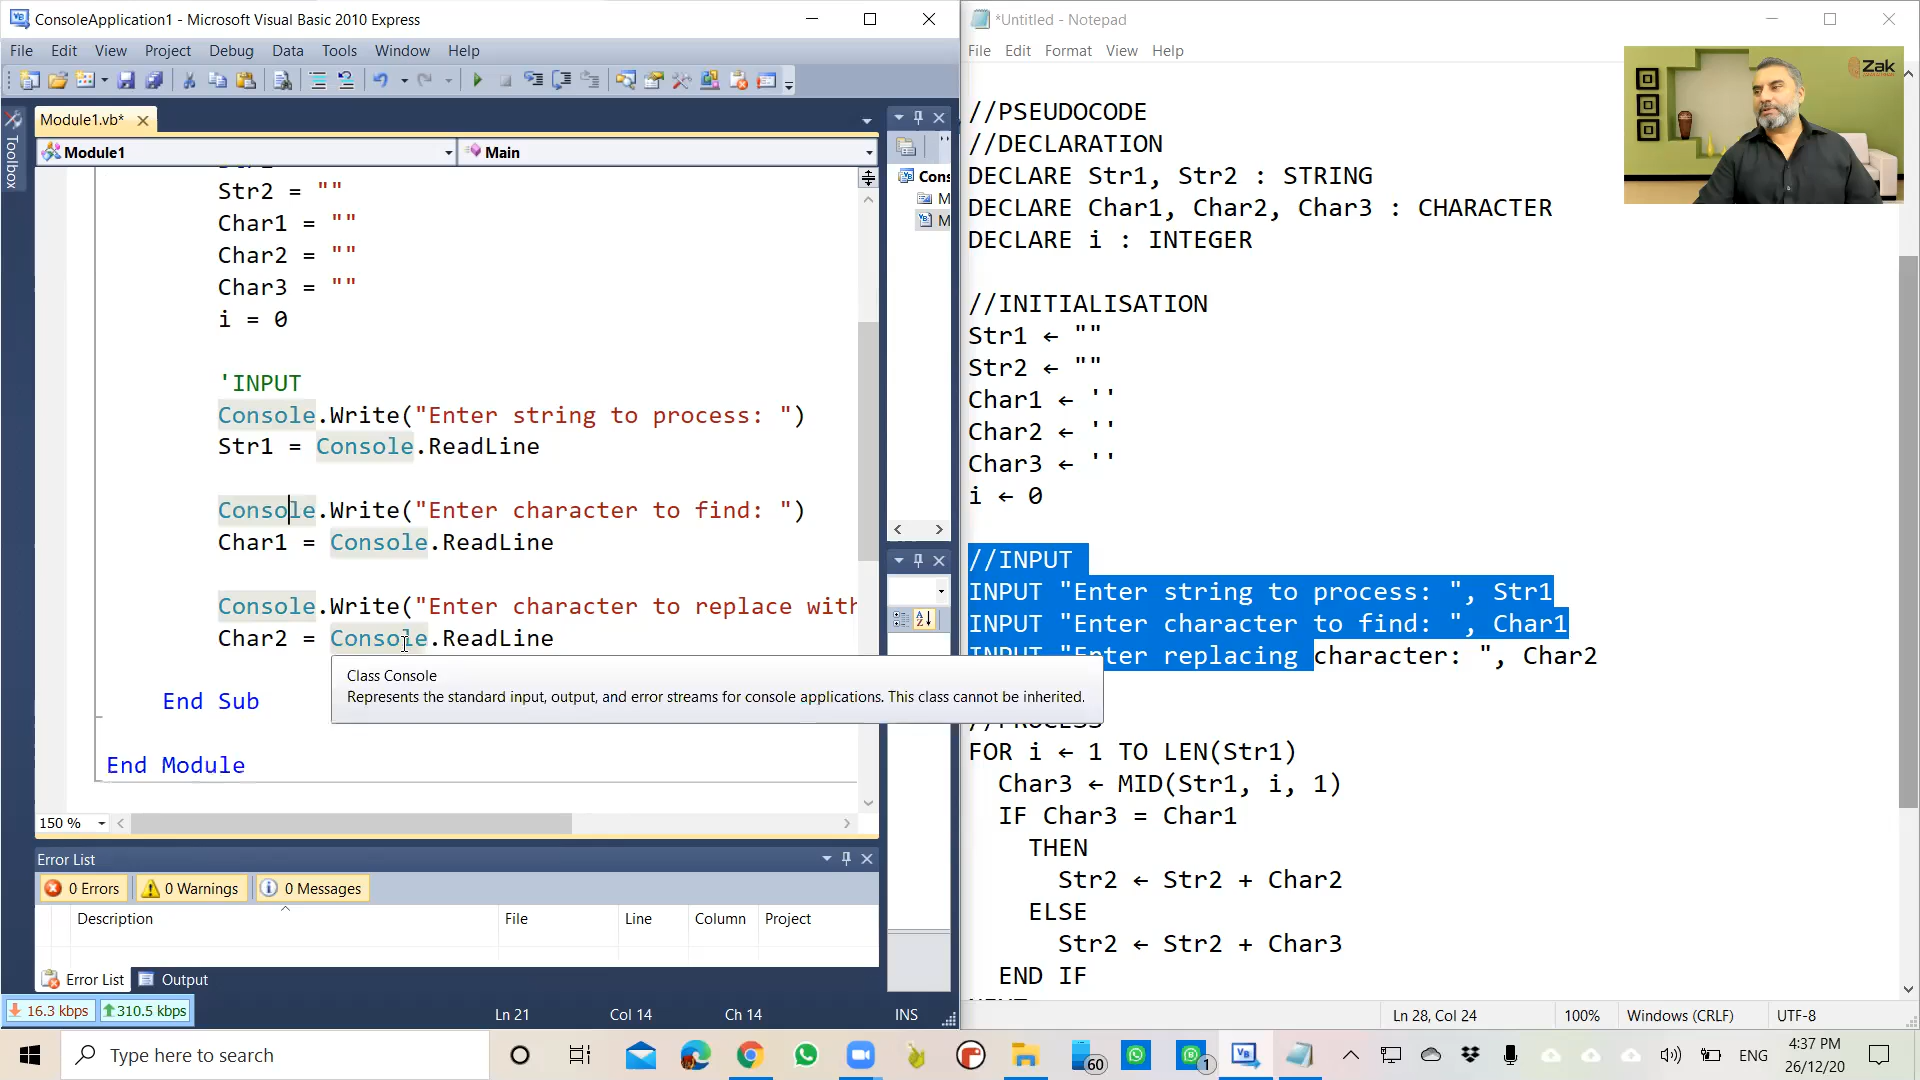 ConsoleApplication1 - Microsoft Visual Basic 2010 Express
File Edit View Project Debug Data Tools Window Help
Toolbox
Module1.vb*
Module1
Main
Str2 = ""
Char1 = ""
Char2 = ""
Char3 = ""
i = 0
'INPUT
Console.Write("Enter string to process: ")
Str1 = Console.ReadLine
Console.Write("Enter character to find: ")
Char1 = Console.ReadLine
Console.Write("Enter character to replace with
Char2 = Console.ReadLine
Class Console
Represents the standard input, output, and error streams for console applications. This class cannot be inherited.
End Sub
End Module
150 %
Cons
M
M
Error List
0 Errors 0 Warnings 0 Messages
Description File Line Column Project
Error List Output
16.3 kbps 310.5 kbps
Ln 21 Col 14 Ch 14 INS
*Untitled - Notepad
File Edit Format View Help
Zak
//PSEUDOCODE
//DECLARATION
DECLARE Str1, Str2 : STRING
DECLARE Char1, Char2, Char3 : CHARACTER
DECLARE i : INTEGER
//INITIALISATION
Str1 ← ""
Str2 ← ""
Char1 ← ''
Char2 ← ''
Char3 ← ''
i ← 0
//INPUT
INPUT "Enter string to process: ", Str1
INPUT "Enter character to find: ", Char1
INPUT "Enter replacing character: ", Char2
//PROCESS
FOR i ← 1 TO LEN(Str1)
Char3 ← MID(Str1, i, 1)
IF Char3 = Char1
THEN
Str2 ← Str2 + Char2
ELSE
Str2 ← Str2 + Char3
END IF
Ln 28, Col 24 100% Windows (CRLF) UTF-8
Type here to search
60
1
ENG
4:37 PM
26/12/20